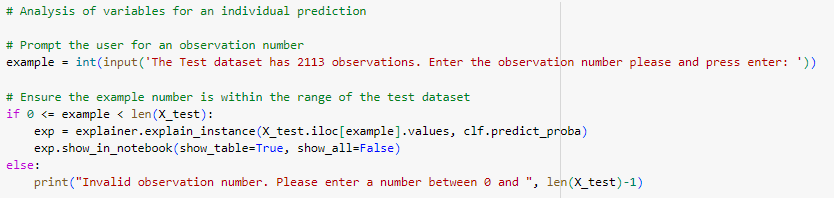 # Analysis of variables for an individual prediction
# Prompt the user for an observation number
example = int(input('The Test dataset has 2113 observations. Enter the observation number please and press enter: '))
# Ensure the example number is within the range of the test dataset
if 0 <= example < len(X_test):
    exp = explainer.explain_instance(X_test.iloc[example].values, clf.predict_proba)
    exp.show_in_notebook(show_table=True, show_all=False)
else:
    print("Invalid observation number. Please enter a number between 0 and ", len(X_test)-1)